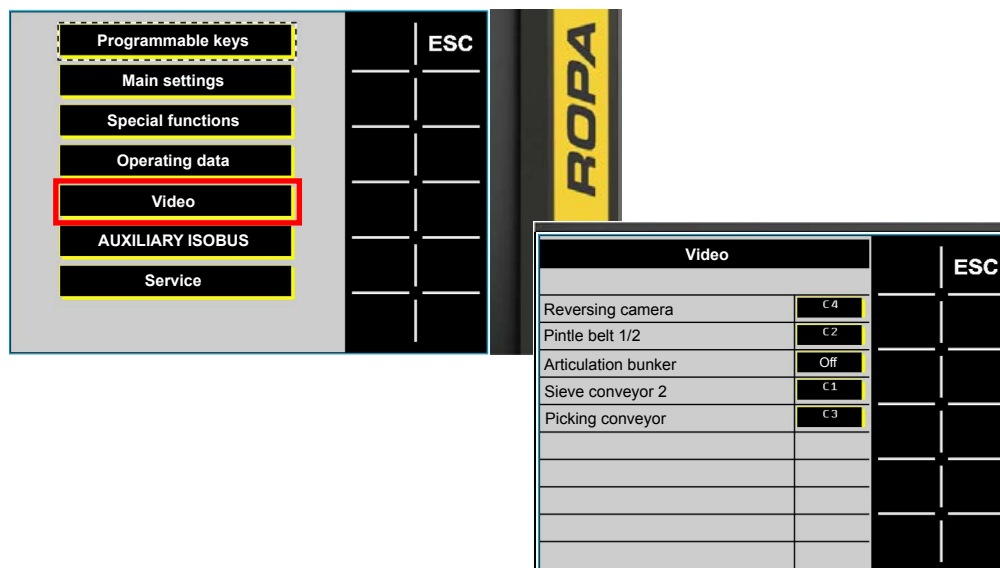 Programmable keys
ESC
Main settings
Special functions
Operating data
Video
AUXILIARY ISOBUS
Service
ROPA
Video
ESC
Reversing camera C4
Pintle belt 1/2 C2
Articulation bunker Off
Sieve conveyor 2 C1
Picking conveyor C3